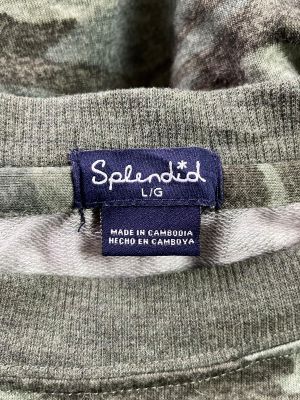 Splendid
L/G
MADE IN CAMBODIA
HECHO EN CAMBOYA